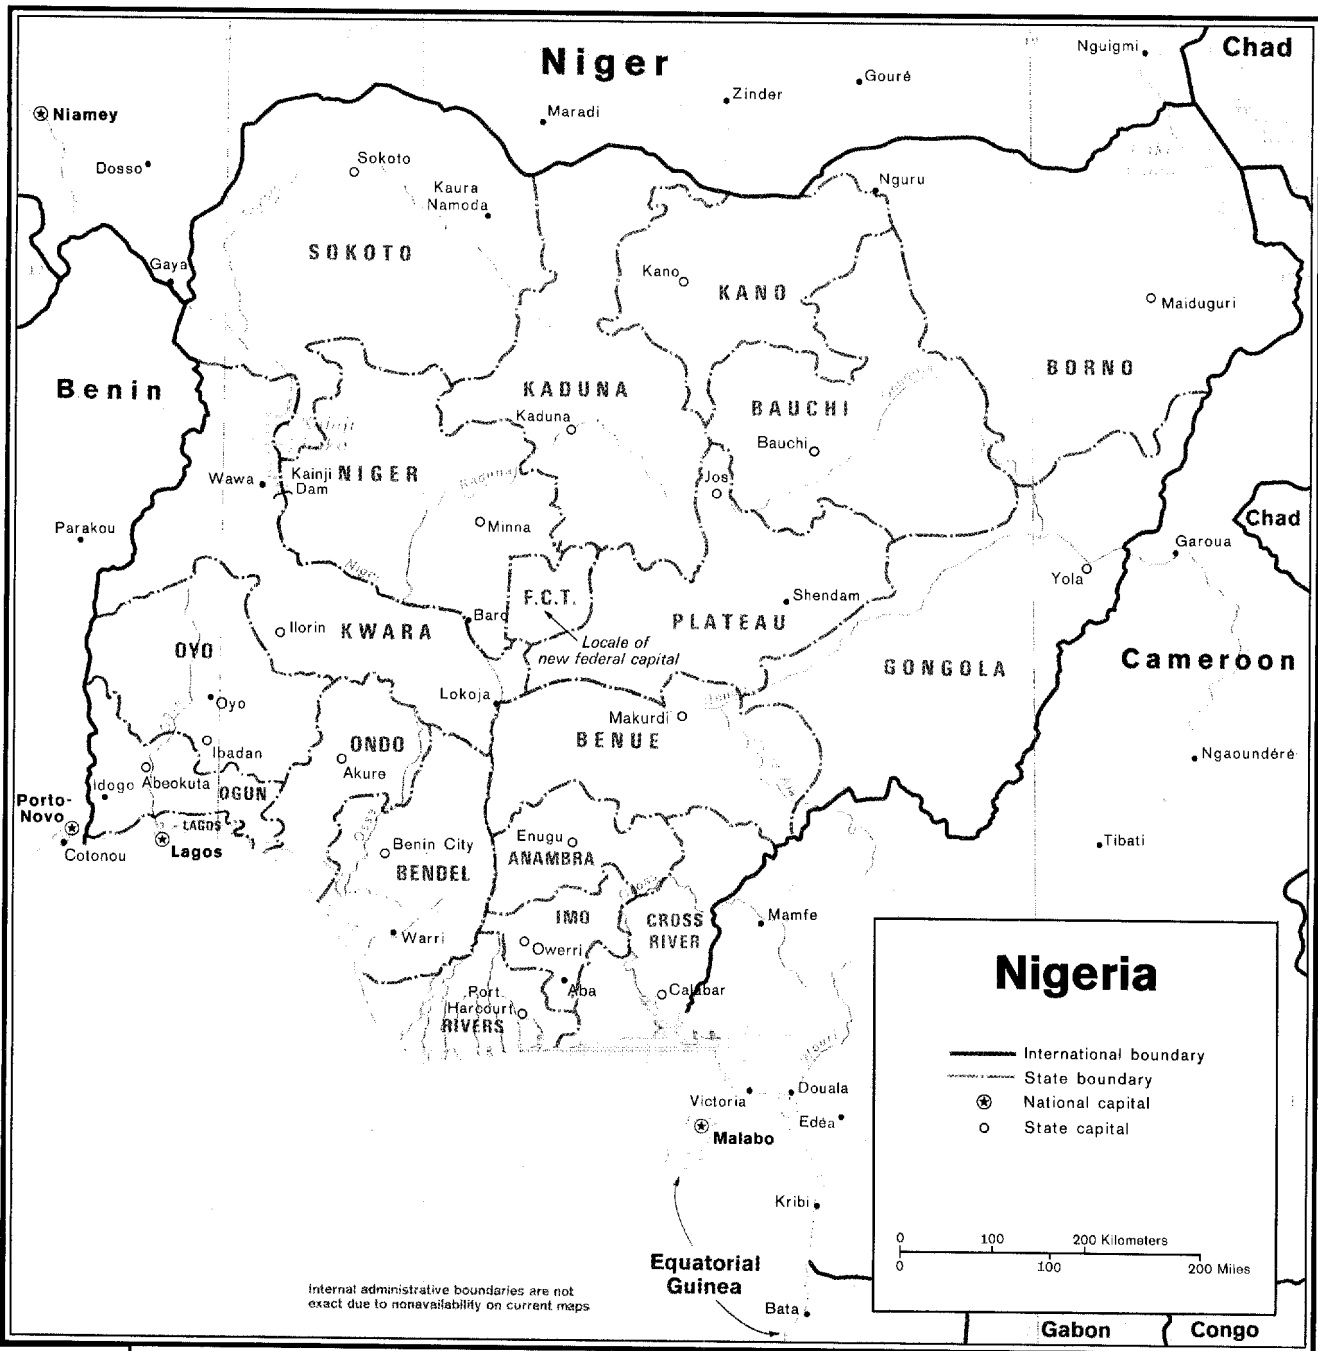 Niger
Chad
Nguigmi
Gouré
Zinder
Maradi
Niamey
Dosso
Sokoto
Kaura
Namoda
Nguru
SOKOTO
Gaya
Kano
KANO
Maiduguri
Benin
KADUNA
Kaduna
BORNO
BAUCHI
Bauchi
Wawa
Kainji
Dam
NIGER
Kaduna
Jos
Minna
Parakou
Chad
Garoua
Niger
F.C.T.
Yola
Shendam
Baro
Ilorin
KWARA
PLATEAU
Locale of
new federal capital
OYO
GONGOLA
Cameroon
Lokoja
Oyo
Makurdi
BENUE
Ibadan
ONDO
Akure
Ngaoundéré
Idogo
Abeokuta
OGUN
Porto-
Novo
LAGOS
Lagos
Cotonou
Benin City
BENDEL
Enugu
ANAMBRA
Tibati
IMO
CROSS
RIVER
Mamfe
Warri
Owerri
Aba
Calabar
Port
Harcourt
RIVERS
Nigeria
International boundary
State boundary
National capital
State capital
Victoria
Douala
Edéa
Malabo
Kribi
0 100 200 Kilometers
0 100 200 Miles
Equatorial
Guinea
Internal administrative boundaries are not
exact due to nonavailability on current maps
Bata
Gabon
Congo